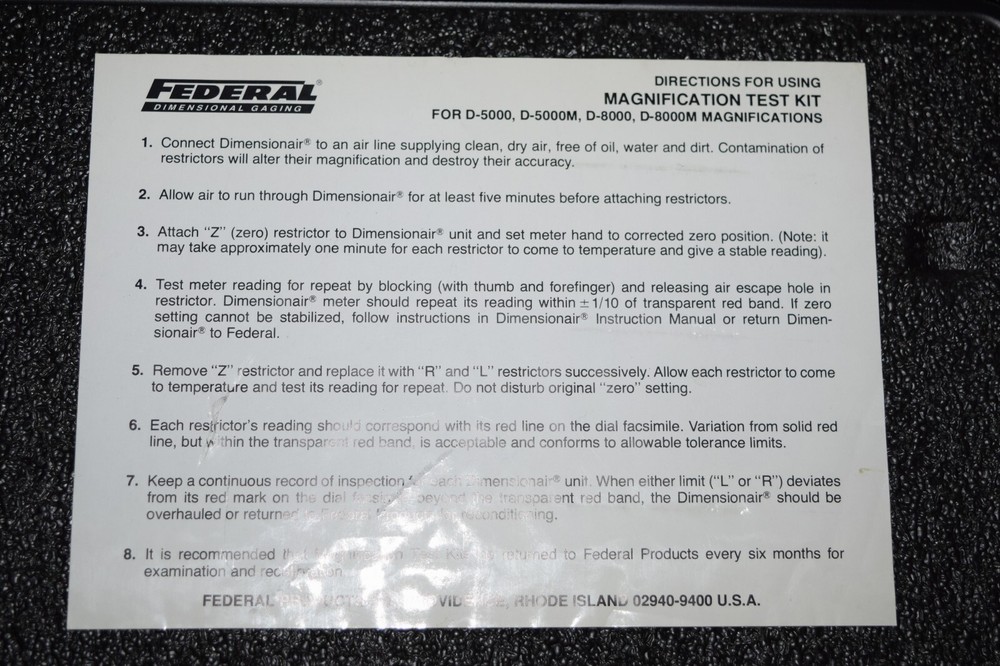 FEDERAL®
DIMENSIONAL GAGING
DIRECTIONS FOR USING
MAGNIFICATION TEST KIT
FOR D-5000, D-5000M, D-8000, D-8000M MAGNIFICATIONS
1. Connect Dimensionair® to an air line supplying clean, dry air, free of oil, water and dirt. Contamination of
restrictors will alter their magnification and destroy their accuracy.
2. Allow air to run through Dimensionair® for at least five minutes before attaching restrictors.
3. Attach "Z" (zero) restrictor to Dimensionair® unit and set meter hand to corrected zero position. (Note: it
may take approximately one minute for each restrictor to come to temperature and give a stable reading).
4. Test meter reading for repeat by blocking (with thumb and forefinger) and releasing air escape hole in
restrictor. Dimensionair® meter should repeat its reading within ±1/10 of transparent red band. If zero
setting cannot be stabilized, follow instructions in Dimensionair® Instruction Manual or return Dimen-
sionair® to Federal.
5. Remove "Z" restrictor and replace it with "R" and "L" restrictors successively. Allow each restrictor to come
to temperature and test its reading for repeat. Do not disturb original "zero" setting.
6. Each restrictor's reading should correspond with its red line on the dial facsimile. Variation from solid red
line, but within the transparent red band, is acceptable and conforms to allowable tolerance limits.
7. Keep a continuous record of inspection for each Dimensionair® unit. When either limit ("L" or "R") deviates
from its red mark on the dial beyond the transparent red band, the Dimensionair® should be
overhauled or returned reconditioning.
8. It is recommended returned to Federal Products every six months for
examination and
FEDERAL RHODE ISLAND 02940-9400 U.S.A.